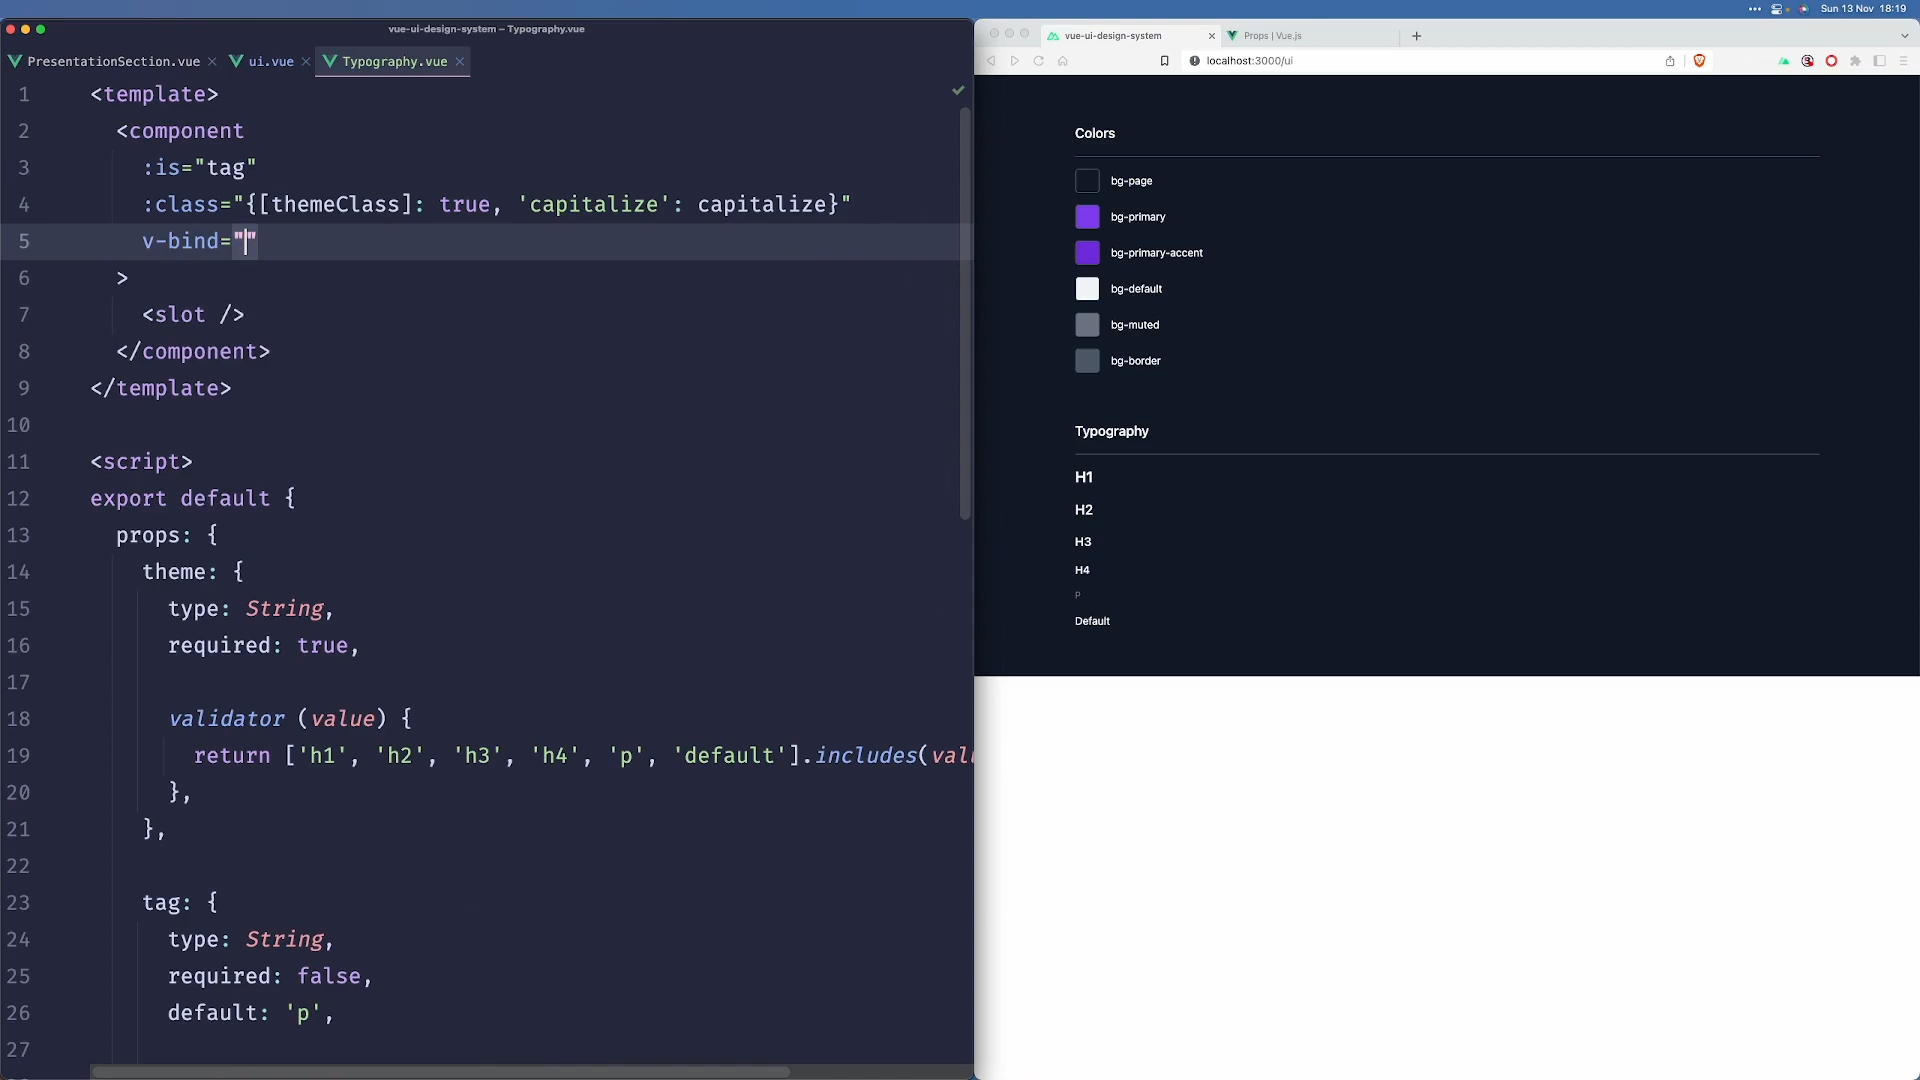 Sun 13 Nov 18:19
vue-ui-design-system – Typography.vue
PresentationSection.vue
ui.vue
Typography.vue
1 <template>
2 <component
3 :is="tag"
4 :class="{[themeClass]: true, 'capitalize': capitalize}"
5 v-bind=""
6 >
7 <slot />
8 </component>
9 </template>
10
11 <script>
12 export default {
13 props: {
14 theme: {
15 type: String,
16 required: true,
17
18 validator (value) {
19 return ['h1', 'h2', 'h3', 'h4', 'p', 'default'].includes(valu
20 },
21 },
22
23 tag: {
24 type: String,
25 required: false,
26 default: 'p',
27
vue-ui-design-system
Props | Vue.js
localhost:3000/ui
Colors
bg-page
bg-primary
bg-primary-accent
bg-default
bg-muted
bg-border
Typography
H1
H2
H3
H4
P
Default